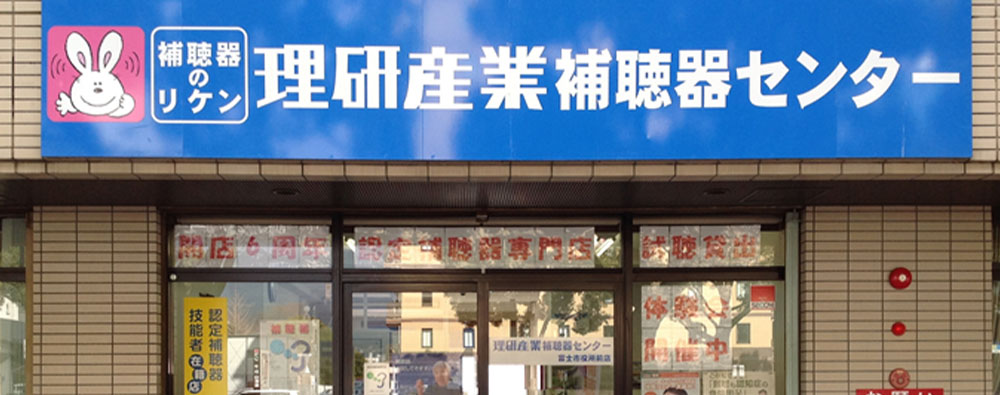 補聴器
の
リケン
理研産業補聴器センター
開店6周年
認定補聴器専門店
試聴貸出
体験会
開催中
認定補聴器
技能者在籍店
補聴器
理研産業補聴器センター
富士市役所前店